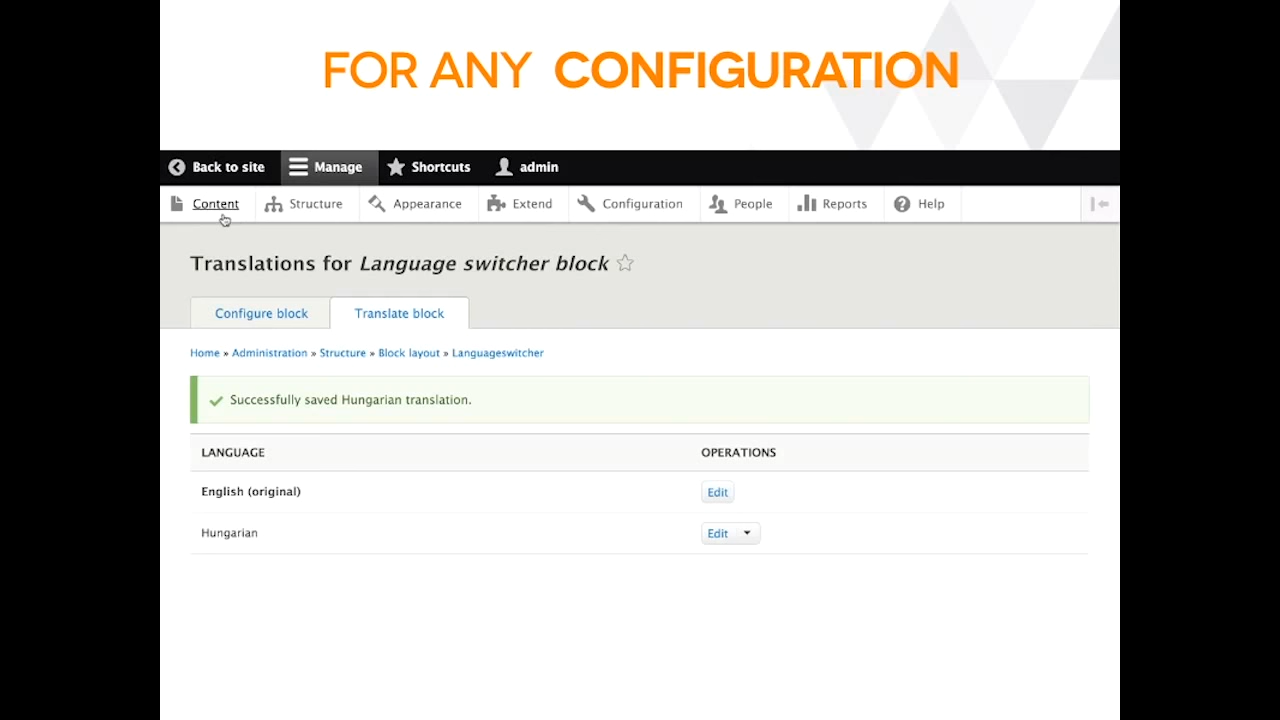 FOR ANY CONFIGURATION
Back to site Manage Shortcuts admin
Content Structure Appearance Extend Configuration People Reports Help
Translations for Language switcher block
Configure block Translate block
Home » Administration » Structure » Block layout » Languageswitcher
Successfully saved Hungarian translation.
LANGUAGE OPERATIONS
English (original) Edit
Hungarian Edit